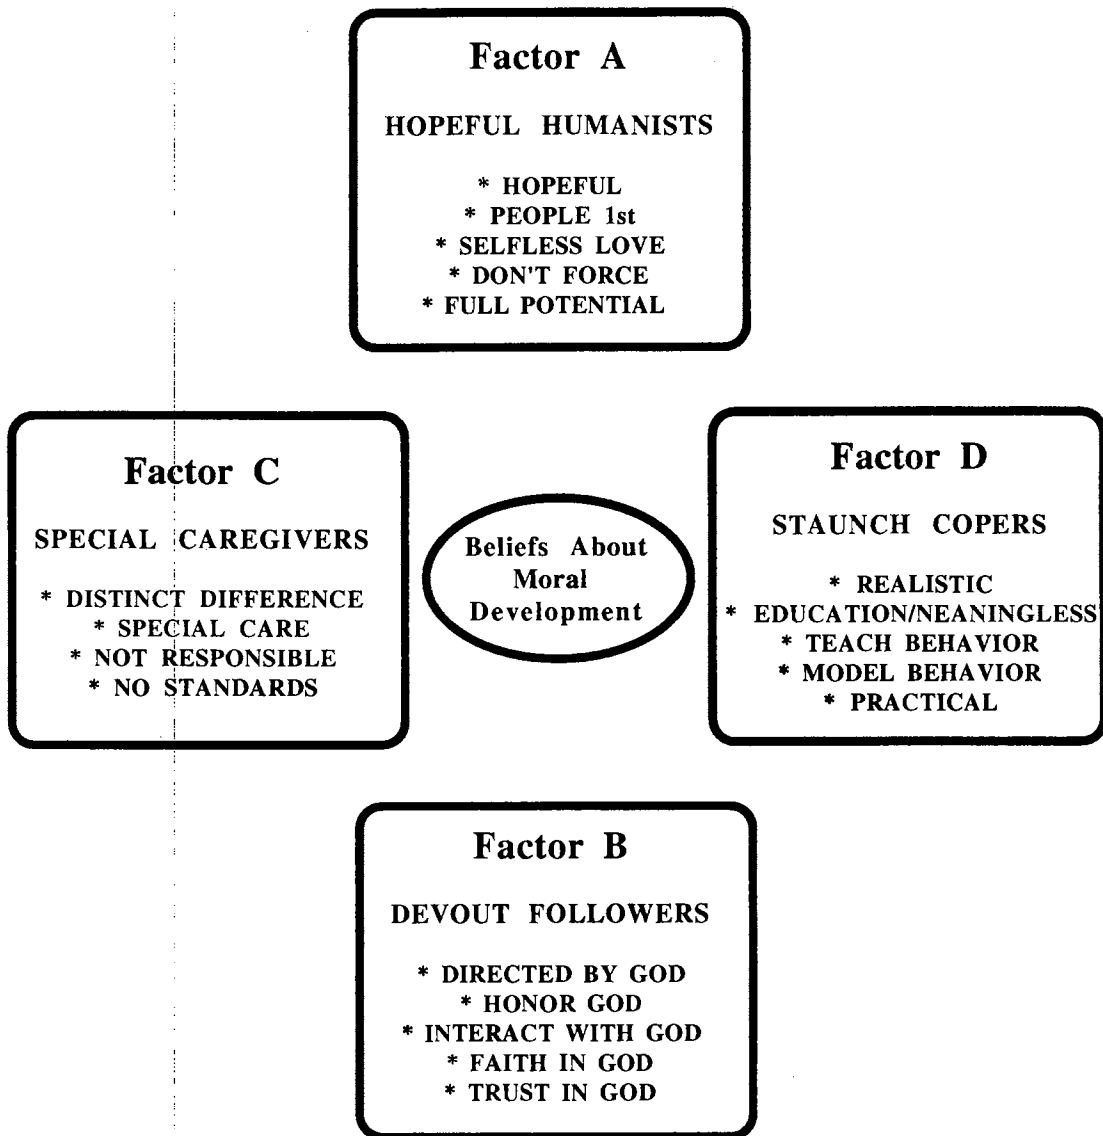 Factor A
HOPEFUL HUMANISTS
* HOPEFUL
* PEOPLE 1st
* SELFLESS LOVE
* DON'T FORCE
* FULL POTENTIAL
Factor C
SPECIAL CAREGIVERS
* DISTINCT DIFFERENCE
* SPECIAL CARE
* NOT RESPONSIBLE
* NO STANDARDS
Beliefs About
Moral
Development
Factor D
STAUNCH COPERS
* REALISTIC
* EDUCATION/NEANINGLESS
* TEACH BEHAVIOR
* MODEL BEHAVIOR
* PRACTICAL
Factor B
DEVOUT FOLLOWERS
* DIRECTED BY GOD
* HONOR GOD
* INTERACT WITH GOD
* FAITH IN GOD
* TRUST IN GOD